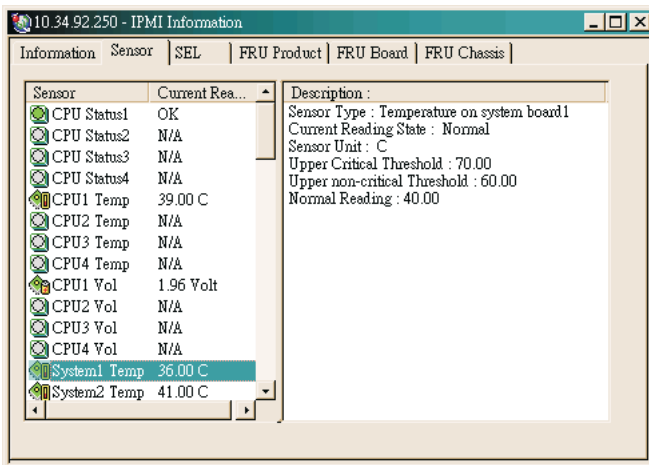 10.34.92.250 - IPMI Information
Information Sensor SEL FRU Product FRU Board FRU Chassis
Sensor Current Rea...
CPU Status1 OK
CPU Status2 N/A
CPU Status3 N/A
CPU Status4 N/A
CPU1 Temp 39.00 C
CPU2 Temp N/A
CPU3 Temp N/A
CPU4 Temp N/A
CPU1 Vol 1.96 Volt
CPU2 Vol N/A
CPU3 Vol N/A
CPU4 Vol N/A
System1 Temp 36.00 C
System2 Temp 41.00 C
Description :
Sensor Type : Temperature on system board1
Current Reading State : Normal
Sensor Unit : C
Upper Critical Threshold : 70.00
Upper non-critical Threshold : 60.00
Normal Reading : 40.00